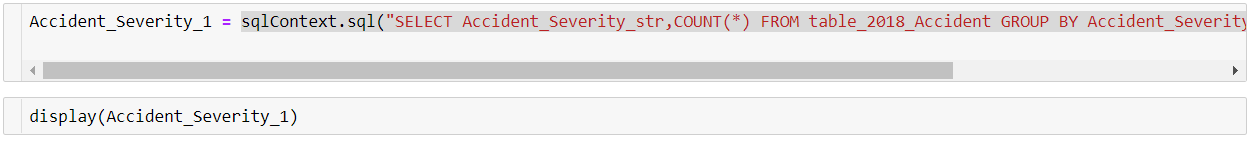 Accident_Severity_1 = sqlContext.sql("SELECT Accident_Severity_str,COUNT(*) FROM table_2018_Accident GROUP BY Accident_Severity
display(Accident_Severity_1)